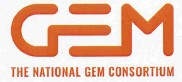 GEM
THE NATIONAL GEM CONSORTIUM